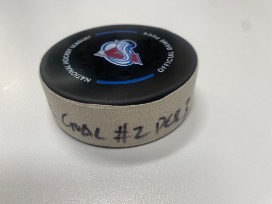 NATIONAL HOCKEY LEAGUE
OFFICIAL GAME PUCK
GOAL #2 PER 3